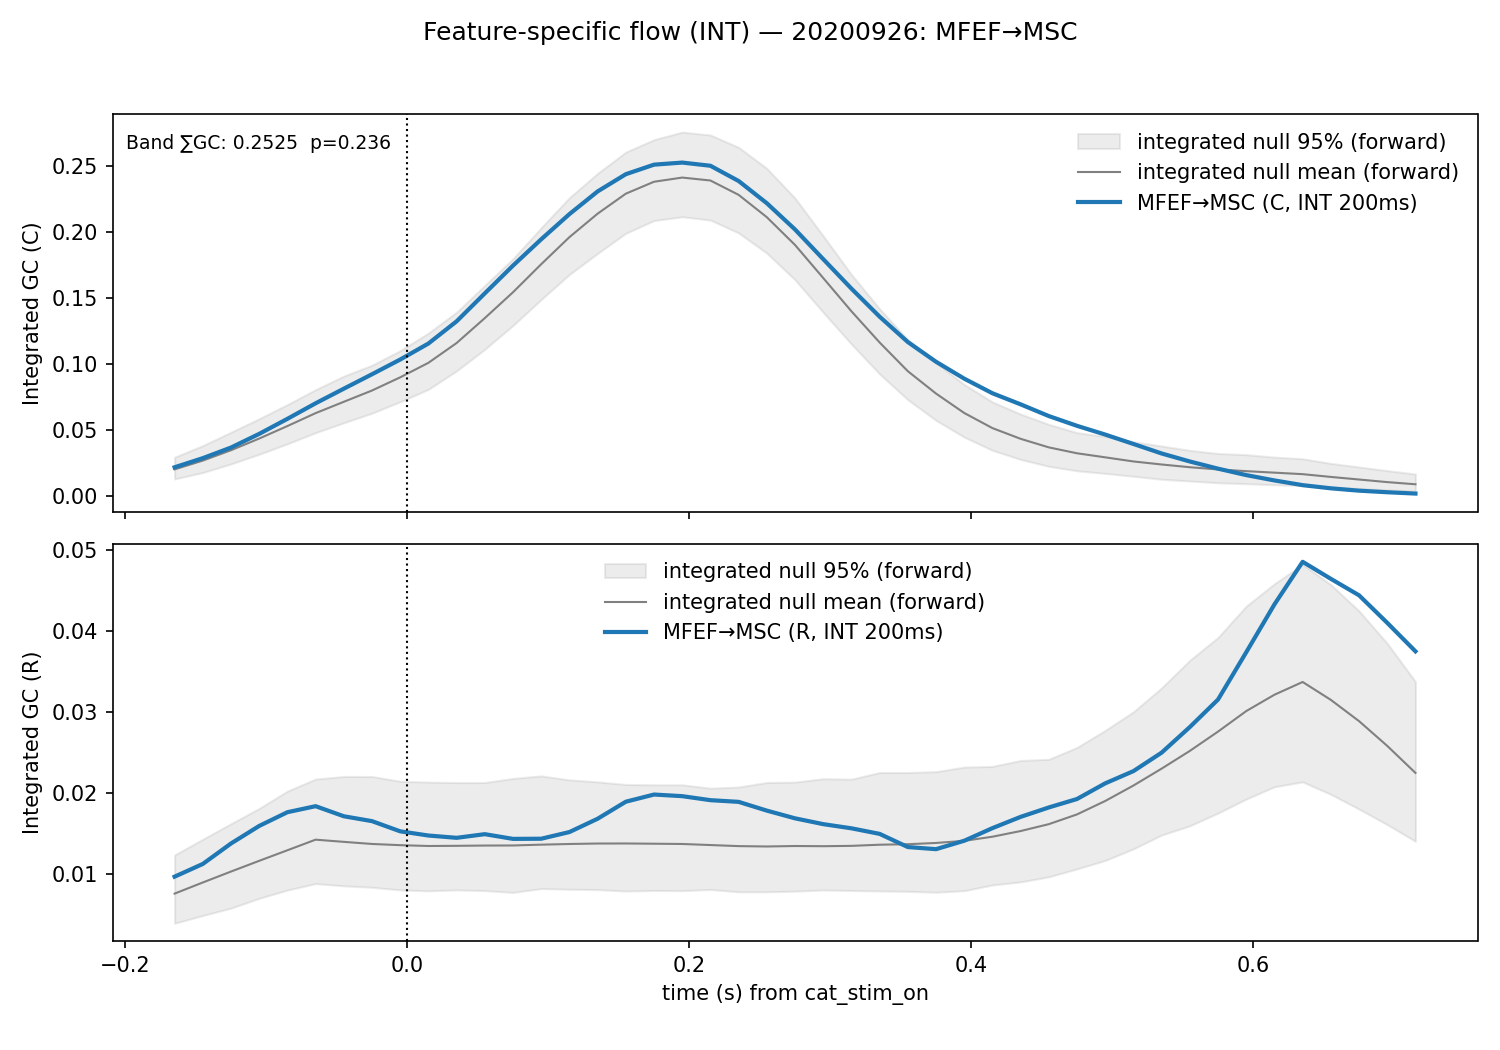 Feature-specific flow (INT) — 20200926: MFEF→MSC
Band ∑GC: 0.2525  p=0.236
integrated null 95% (forward)
integrated null mean (forward)
MFEF→MSC (C, INT 200ms)
Integrated GC (C)
0.25
0.20
0.15
0.10
0.05
0.00
integrated null 95% (forward)
integrated null mean (forward)
MFEF→MSC (R, INT 200ms)
Integrated GC (R)
0.05
0.04
0.03
0.02
0.01
−0.2
0.0
0.2
0.4
0.6
time (s) from cat_stim_on